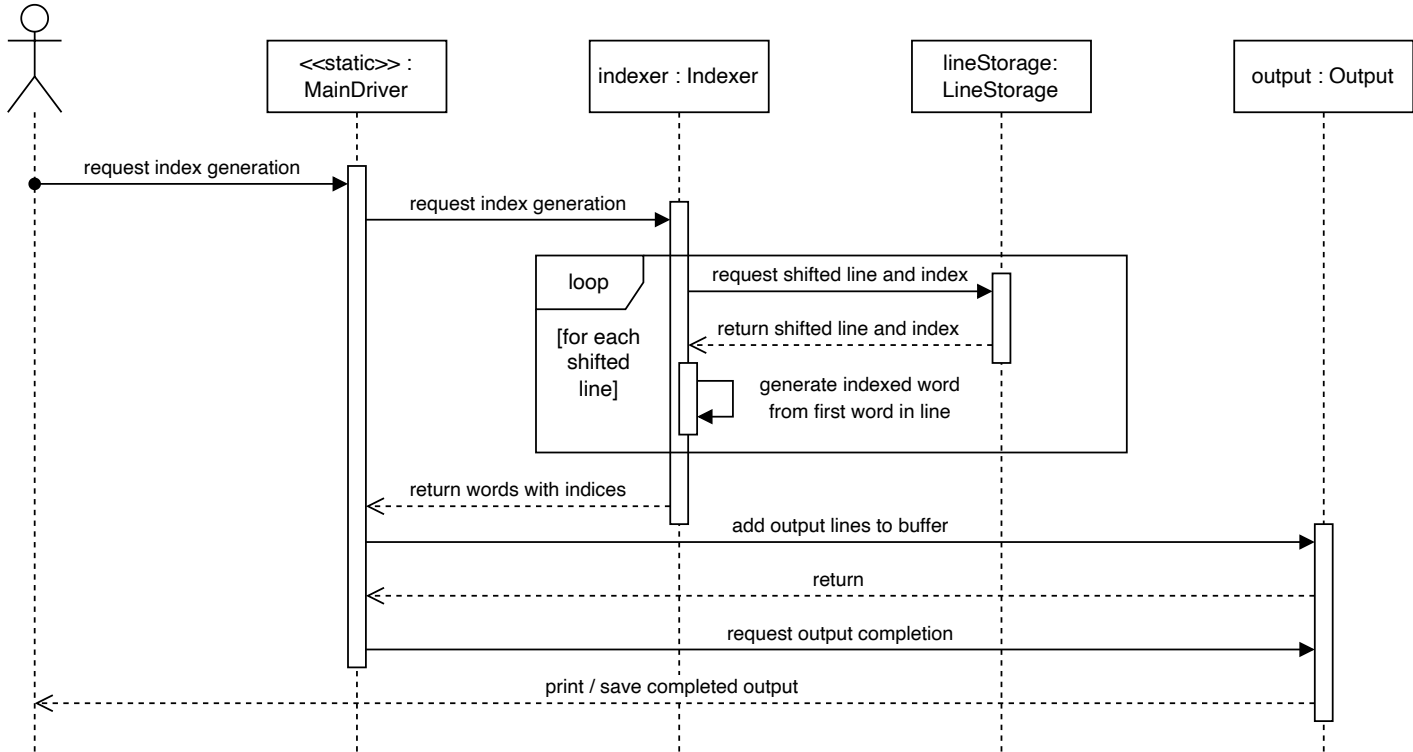 <<static>> :
MainDriver
indexer : Indexer
lineStorage:
LineStorage
output : Output
request index generation
request index generation
loop
request shifted line and index
[for each
shifted
line]
return shifted line and index
generate indexed word
from first word in line
return words with indices
add output lines to buffer
return
request output completion
print / save completed output